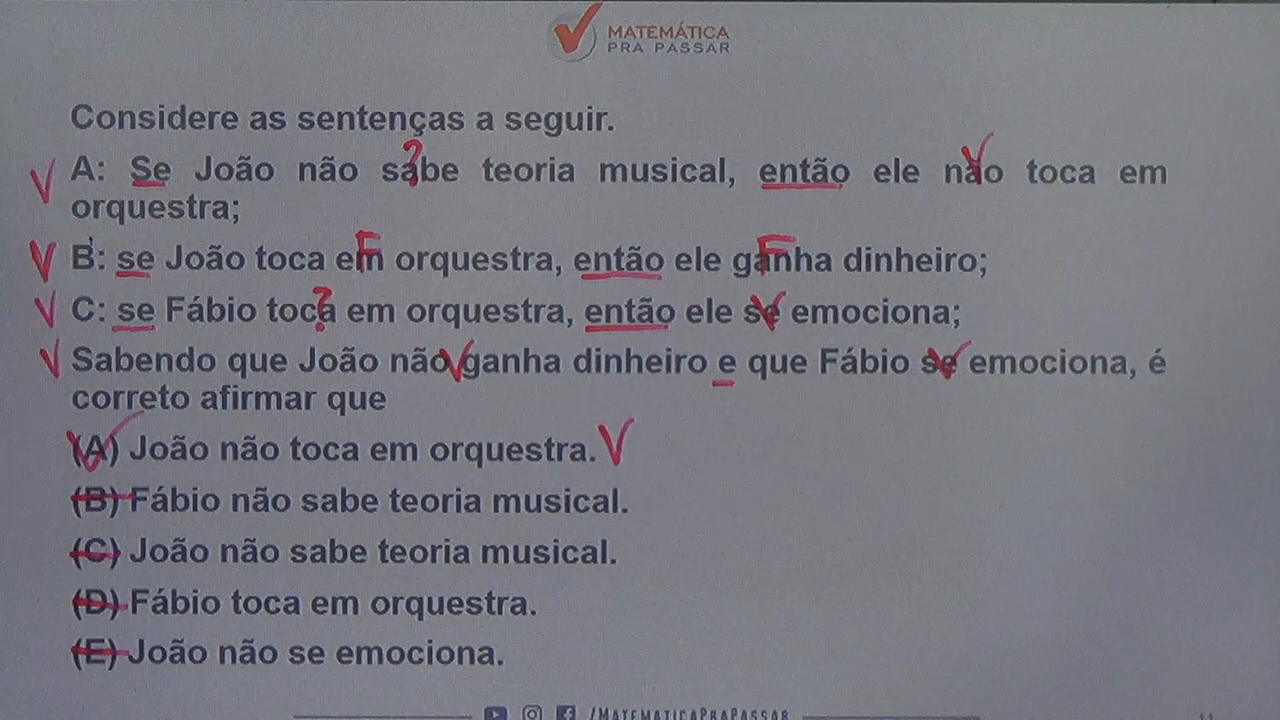 MATEMÁTICA
PRA PASSAR
Considere as sentenças a seguir.
V A: Se João não sabe teoria musical, então ele não toca em
? V
orquestra;
V B: se João toca em orquestra, então ele ganha dinheiro;
F F
V C: se Fábio toca em orquestra, então ele se emociona;
? V
V Sabendo que João não ganha dinheiro e que Fábio se emociona, é
V V
correto afirmar que
(A) João não toca em orquestra. V
(B) Fábio não sabe teoria musical.
(C) João não sabe teoria musical.
(D) Fábio toca em orquestra.
(E) João não se emociona.
/MATEMATICAPRAPASSAR